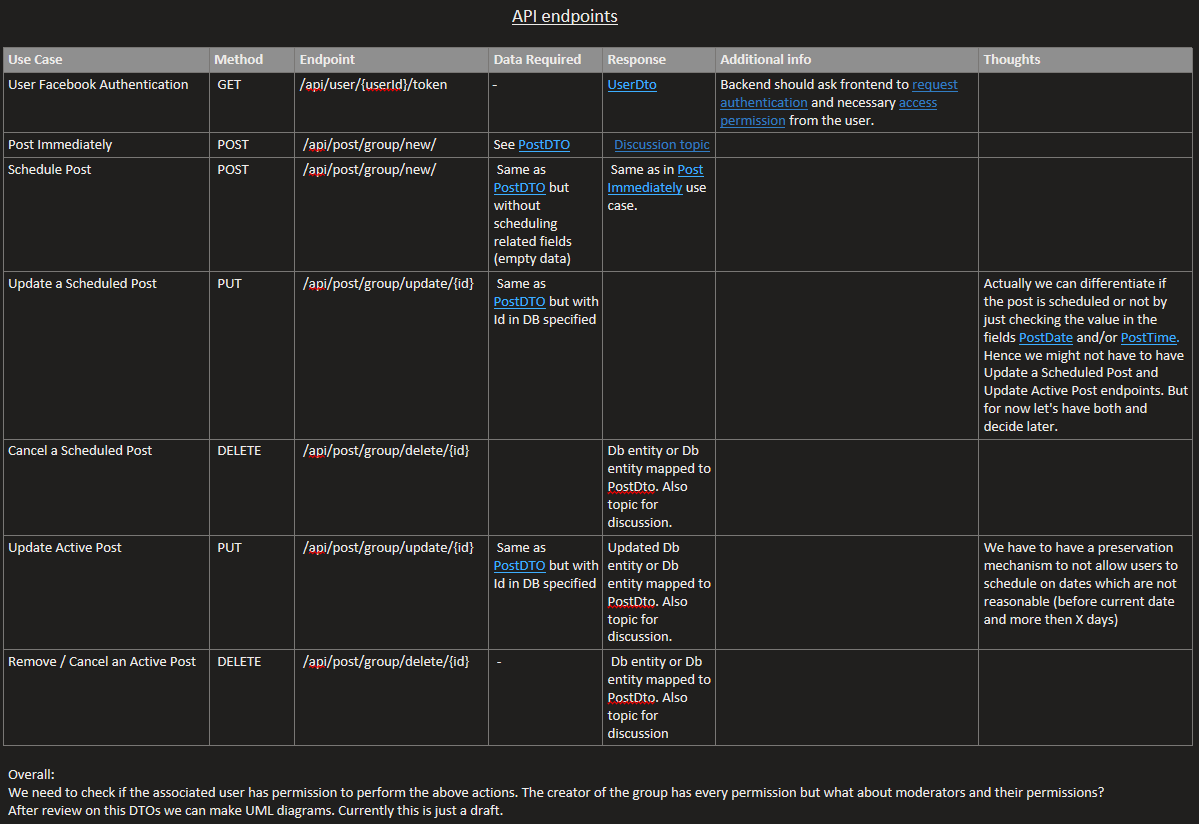 API endpoints
Use Case Method Endpoint Data Required Response Additional info Thoughts
User Facebook Authentication GET /api/user/{userId}/token - UserDto Backend should ask frontend to request
authentication and necessary access
permission from the user.
Post Immediately POST /api/post/group/new/ See PostDTO Discussion topic
Schedule Post POST /api/post/group/new/ Same as
PostDTO but
without
scheduling
related fields
(empty data)
Same as in Post
Immediately use
case.
Update a Scheduled Post PUT /api/post/group/update/{id} Same as
PostDTO but with
Id in DB specified
Actually we can differentiate if
the post is scheduled or not by
just checking the value in the
fields PostDate and/or PostTime.
Hence we might not have to have
Update a Scheduled Post and
Update Active Post endpoints. But
for now let's have both and
decide later.
Cancel a Scheduled Post DELETE /api/post/group/delete/{id} Db entity or Db
entity mapped to
PostDto. Also
topic for
discussion.
Update Active Post PUT /api/post/group/update/{id} Same as
PostDTO but with
Id in DB specified
Updated Db
entity or Db
entity mapped to
PostDto. Also
topic for
discussion.
We have to have a preservation
mechanism to not allow users to
schedule on dates which are not
reasonable (before current date
and more then X days)
Remove / Cancel an Active Post DELETE /api/post/group/delete/{id} - Db entity or Db
entity mapped to
PostDto. Also
topic for
discussion
Overall:
We need to check if the associated user has permission to perform the above actions. The creator of the group has every permission but what about moderators and their permissions?
After review on this DTOs we can make UML diagrams. Currently this is just a draft.